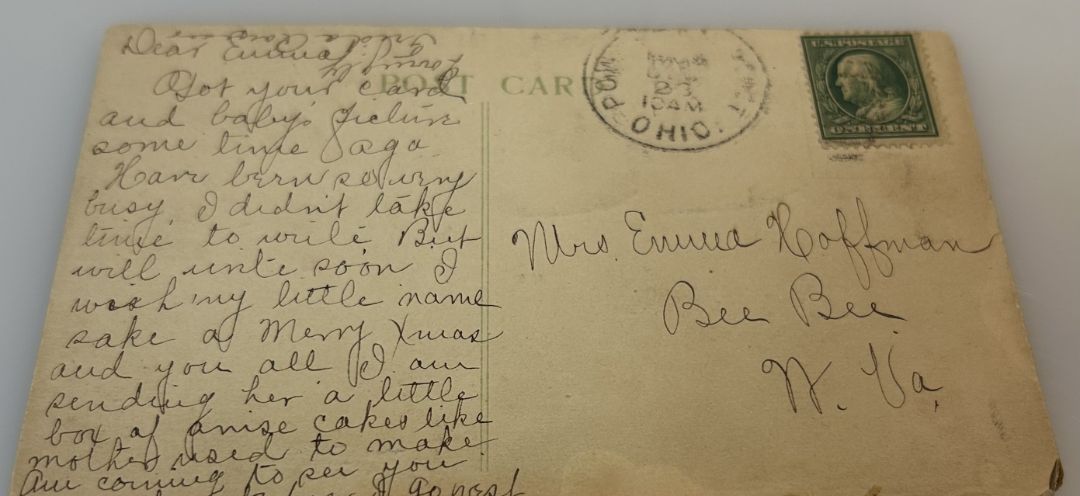 Dear Emma
Got your card
and baby's picture
some time ago
Have been so very
busy, I didn't take
time to write But
will write soon I
wish my little name
sake a Merry Xmas
and you all I am
sending her a little
box of anise cakes like
mother used to make
Am coming to see you
I go
POST CARD
23
10 AM
OHIO.
Mrs. Emma Hoffman
Bee Bee
W. Va.